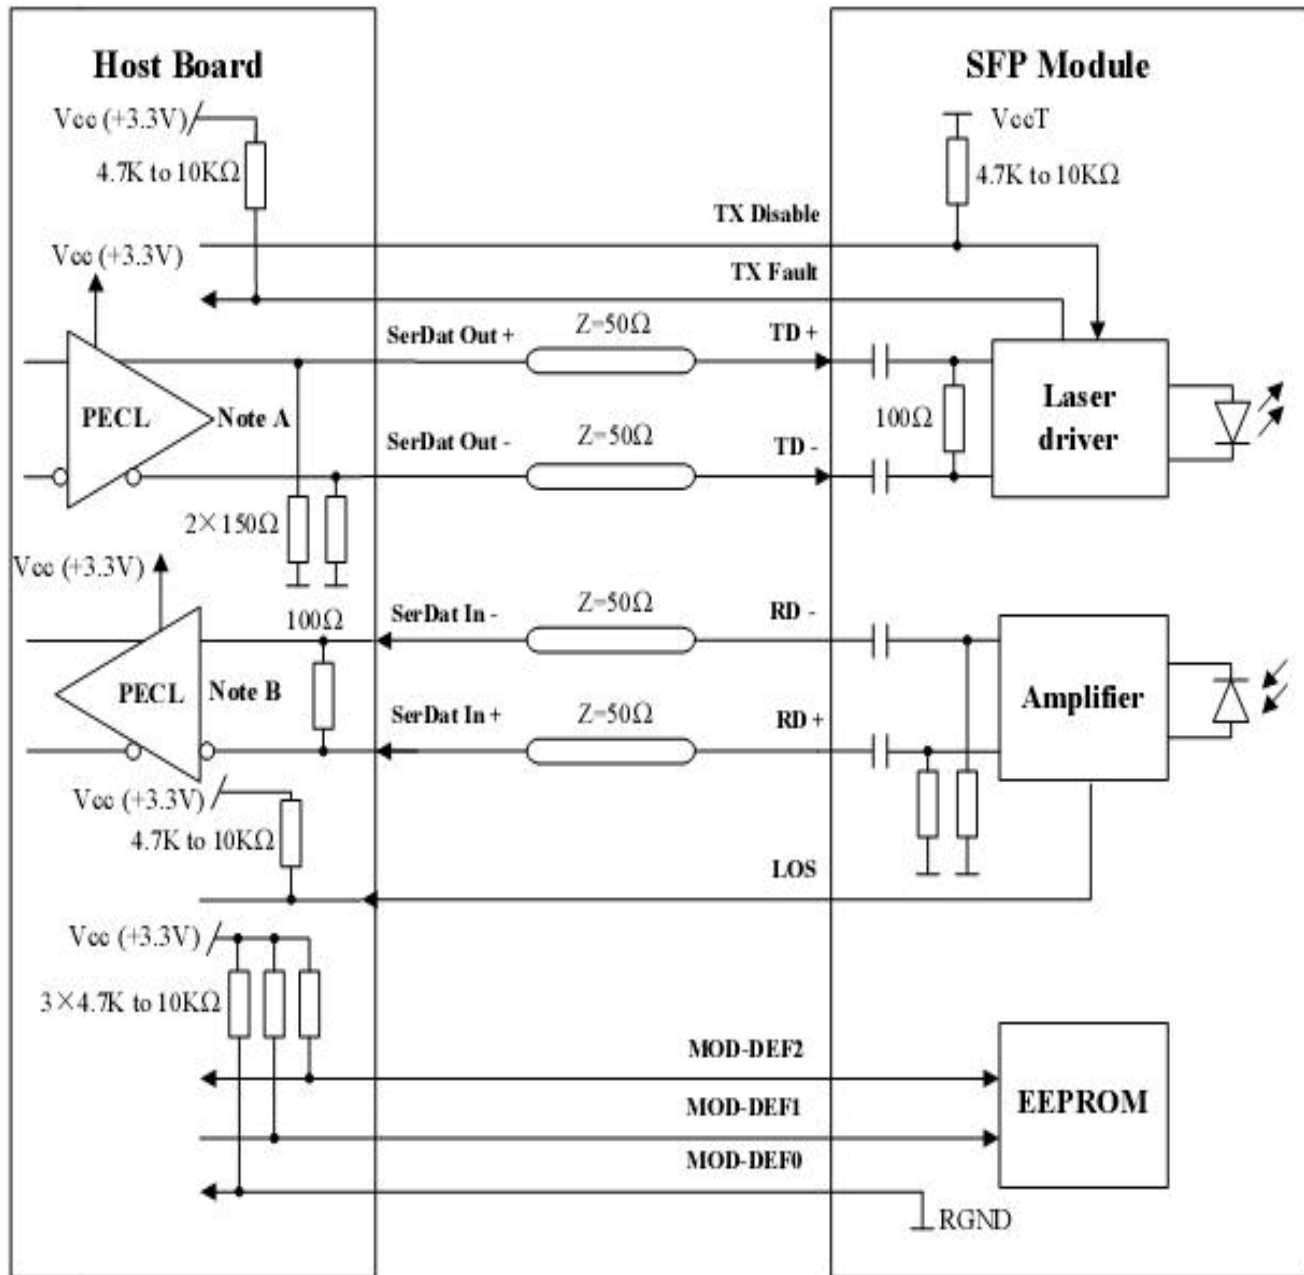 Host Board
SFP Module
Vcc (+3.3V)
4.7K to 10KΩ
VccT
4.7K to 10KΩ
TX Disable
Vcc (+3.3V)
TX Fault
SerDat Out +
Z=50Ω
TD +
PECL
Note A
100Ω
Laser
driver
SerDat Out -
Z=50Ω
TD -
2×150Ω
Vcc (+3.3V)
100Ω
SerDat In -
Z=50Ω
RD -
PECL
Note B
Amplifier
SerDat In +
Z=50Ω
RD +
Vcc (+3.3V)
4.7K to 10KΩ
LOS
Vcc (+3.3V)
3×4.7K to 10KΩ
MOD-DEF2
EEPROM
MOD-DEF1
MOD-DEF0
RGND